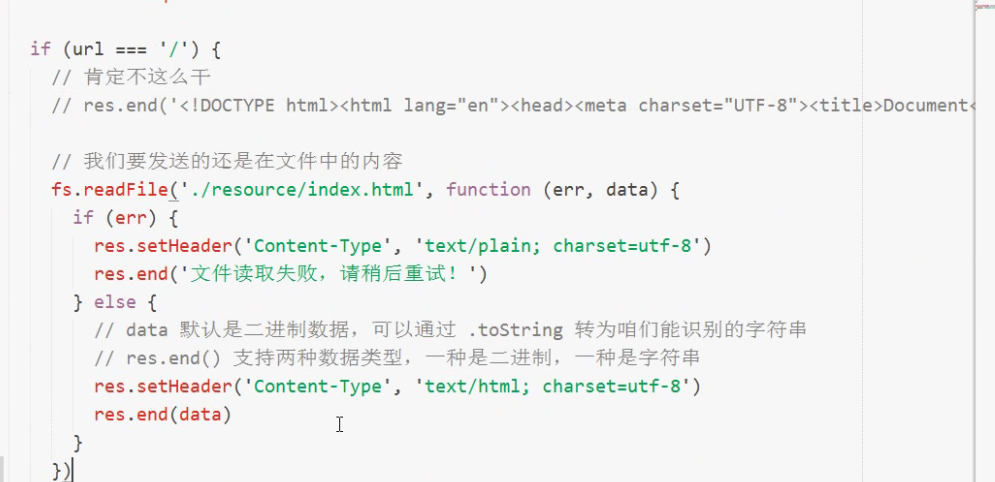 if (url === '/') {
// 肯定不这么干
// res.end('<!DOCTYPE html><html lang="en"><head><meta charset="UTF-8"><title>Document<
// 我们要发送的还是在文件中的内容
fs.readFile('./resource/index.html', function (err, data) {
if (err) {
res.setHeader('Content-Type', 'text/plain; charset=utf-8')
res.end('文件读取失败，请稍后重试！')
} else {
// data 默认是二进制数据，可以通过 .toString 转为咱们能识别的字符串
// res.end() 支持两种数据类型，一种是二进制，一种是字符串
res.setHeader('Content-Type', 'text/html; charset=utf-8')
res.end(data)
}
})